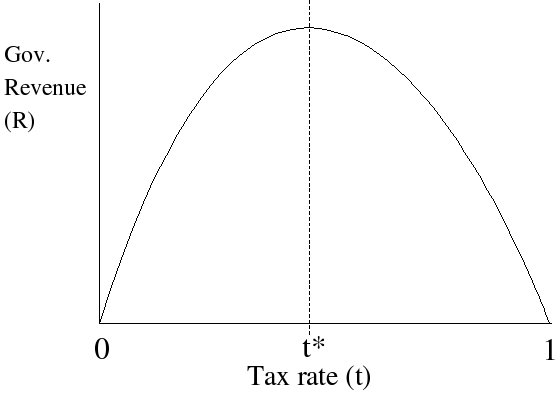 Gov.
Revenue
(R)
0
t*
1
Tax rate (t)